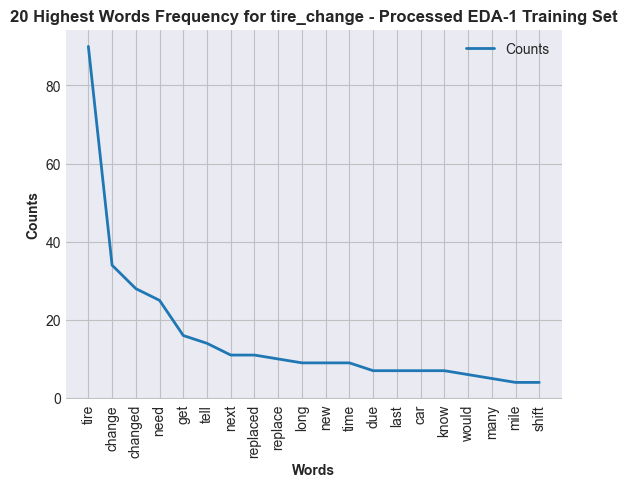 20 Highest Words Frequency for tire_change - Processed EDA-1 Training Set
Counts
Counts
80
60
40
20
0
tire
change
changed
need
get
tell
next
replaced
replace
long
new
time
due
last
car
know
would
many
mile
shift
Words